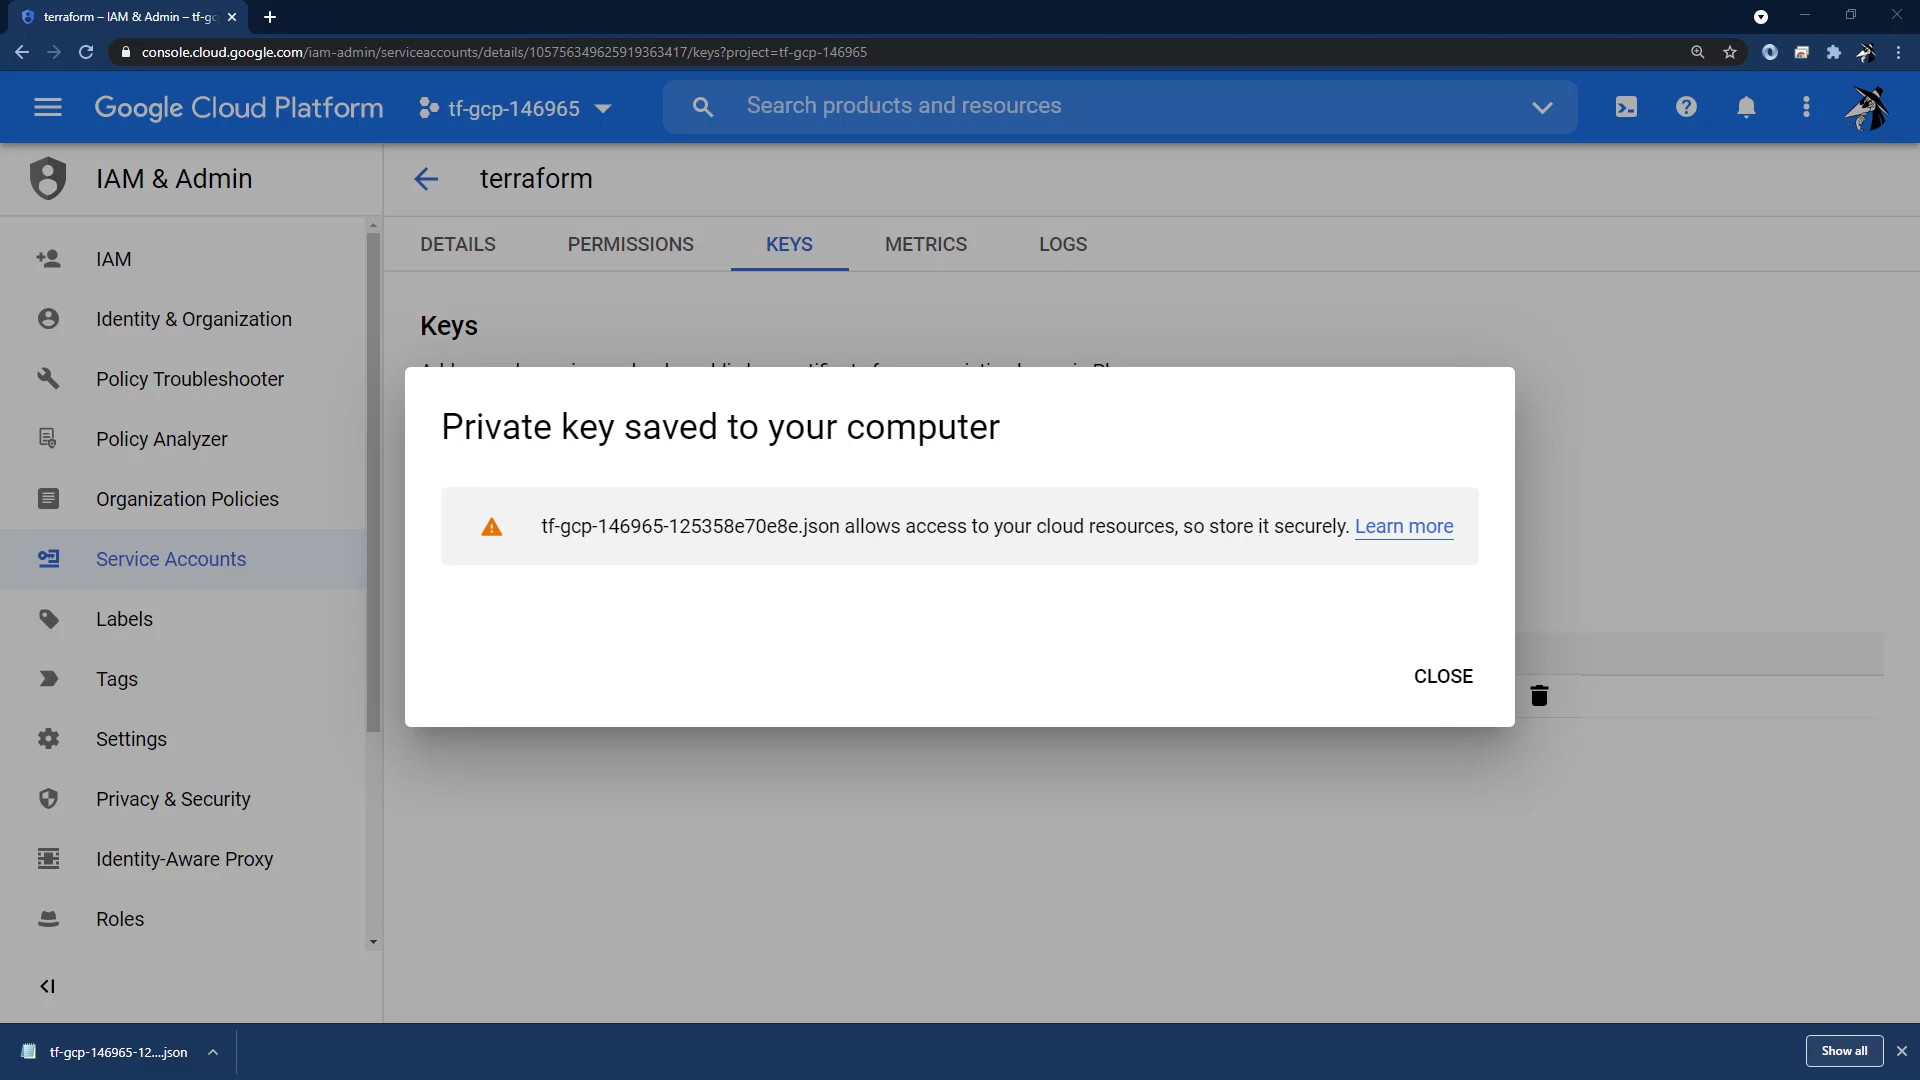 terraform – IAM & Admin – tf-gc
console.cloud.google.com/iam-admin/serviceaccounts/details/105756349625919363417/keys?project=tf-gcp-146965
Google Cloud Platform
tf-gcp-146965
Search products and resources
IAM & Admin
terraform
DETAILS
PERMISSIONS
KEYS
METRICS
LOGS
IAM
Identity & Organization
Policy Troubleshooter
Policy Analyzer
Organization Policies
Service Accounts
Labels
Tags
Settings
Privacy & Security
Identity-Aware Proxy
Roles
Keys
Private key saved to your computer
tf-gcp-146965-125358e70e8e.json allows access to your cloud resources, so store it securely. Learn more
CLOSE
tf-gcp-146965-12....json
Show all